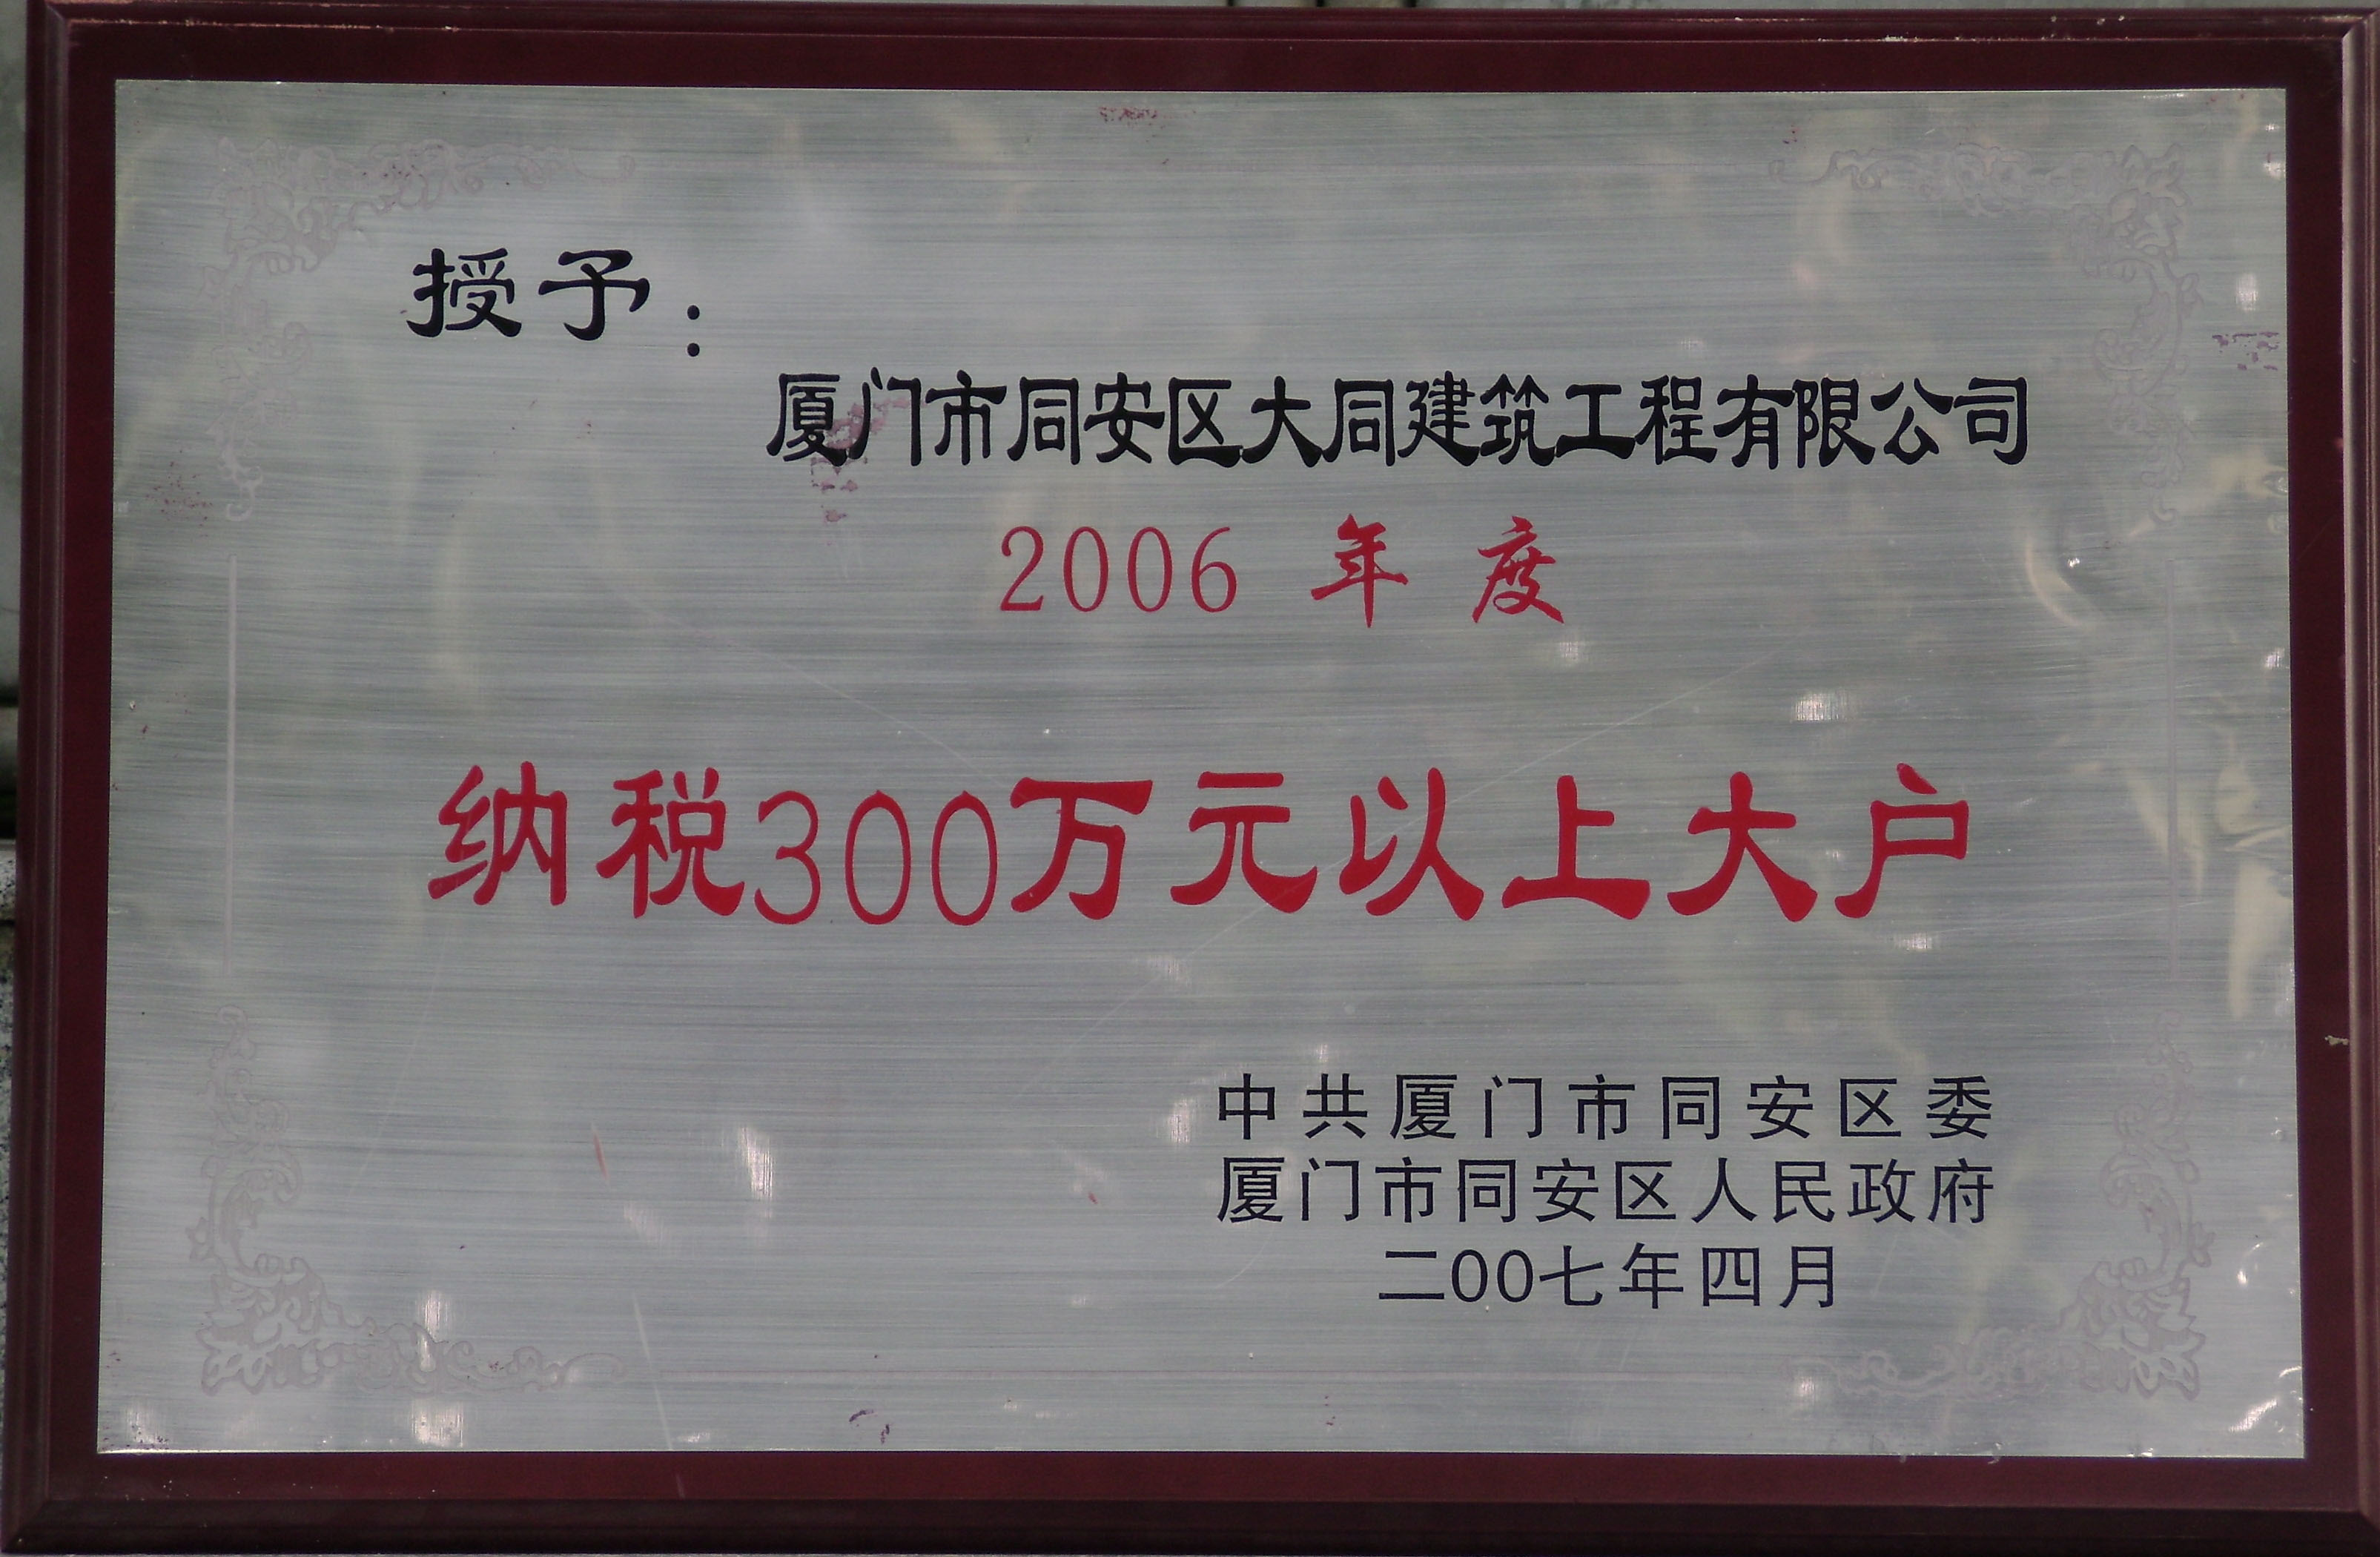 授予：
厦门市同安区大同建筑工程有限公司
2006 年 度
纳税300万元以上大户
中共厦门市同安区委
厦门市同安区人民政府
二00七年四月